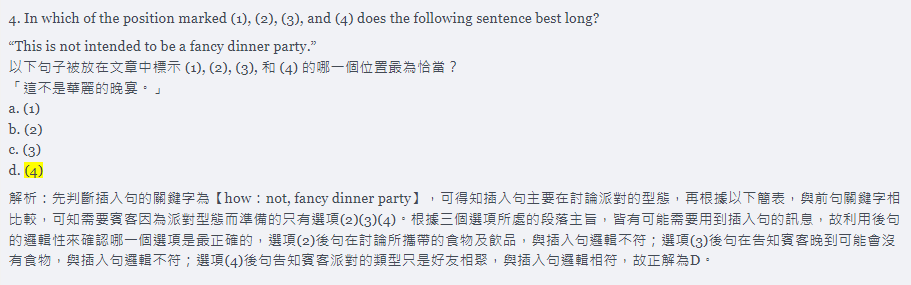 4. In which of the position marked (1), (2), (3), and (4) does the following sentence best long?
“This is not intended to be a fancy dinner party.”
以下句子被放在文章中標示 (1), (2), (3), 和 (4) 的哪一個位置最為恰當？
「這不是華麗的晚宴。」
a. (1)
b. (2)
c. (3)
d. (4)
解析：先判斷插入句的關鍵字為【how：not, fancy dinner party】，可得知插入句主要在討論派對的型態，再根據以下簡表，與前句關鍵字相
比較，可知需要賓客因為派對型態而準備的只有選項(2)(3)(4)。根據三個選項所處的段落主旨，皆有可能需要用到插入句的訊息，故利用後句
的邏輯性來確認哪一個選項是最正確的，選項(2)後句在討論所攜帶的食物及飲品，與插入句邏輯不符；選項(3)後句在告知賓客晚到可能會沒
有食物，與插入句邏輯不符；選項(4)後句告知賓客派對的類型只是好友相聚，與插入句邏輯相符，故正解為D。